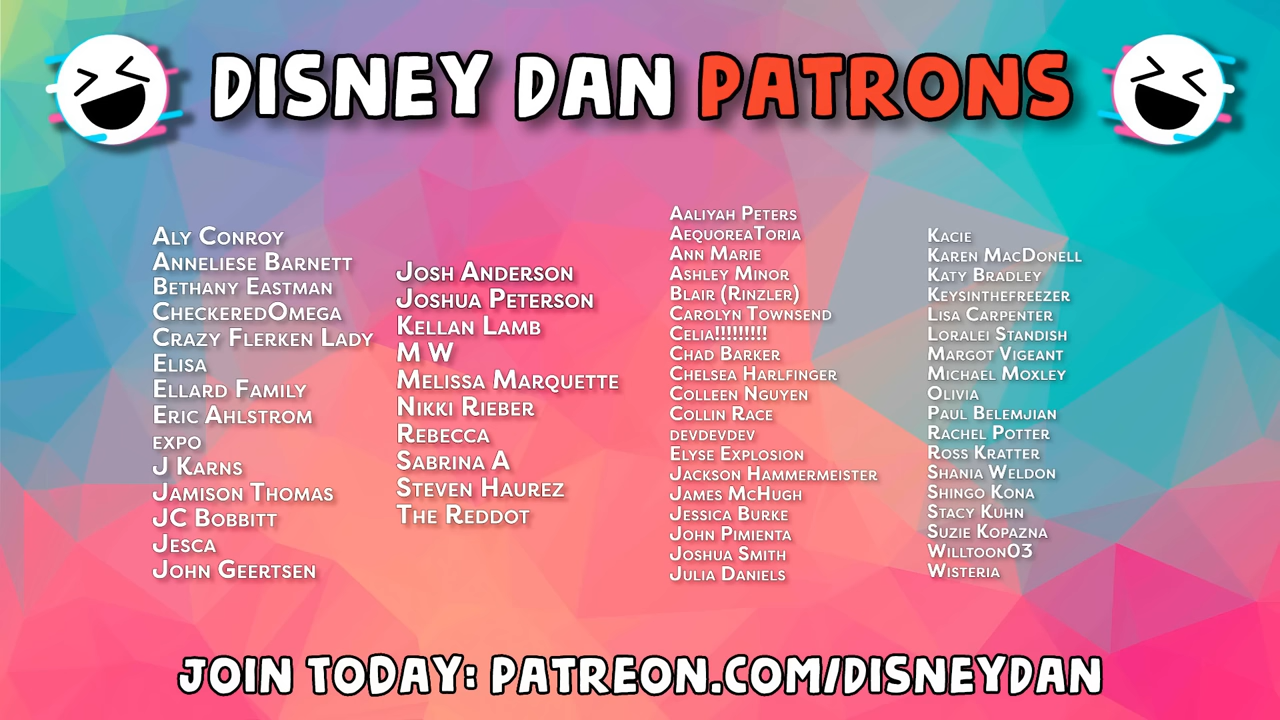 DISNEY DAN PATRONS
Aly Conroy
Anneliese Barnett
Bethany Eastman
CheckeredOmega
Crazy Flerken Lady
Elisa
Ellard Family
Eric Ahlstrom
expo
J Karns
Jamison Thomas
JC Bobbitt
Jesca
John Geertsen
Josh Anderson
Joshua Peterson
Kellan Lamb
M W
Melissa Marquette
Nikki Rieber
Rebecca
Sabrina A
Steven Haurez
The Reddot
Aaliyah Peters
AequoreaToria
Ann Marie
Ashley Minor
Blair (Rinzler)
Carolyn Townsend
Celia!!!!!!!!!
Chad Barker
Chelsea Harlfinger
Colleen Nguyen
Collin Race
devdevdev
Elyse Explosion
Jackson Hammermeister
James McHugh
Jessica Burke
John Pimienta
Joshua Smith
Julia Daniels
Kacie
Karen MacDonell
Katy Bradley
Keysinthefreezer
Lisa Carpenter
Loralei Standish
Margot Vigeant
Michael Moxley
Olivia
Paul Belemjian
Rachel Potter
Ross Kratter
Shania Weldon
Shingo Kona
Stacy Kuhn
Suzie Kopazna
Willtoon03
Wisteria
JOIN TODAY: PATREON.COM/DISNEYDAN